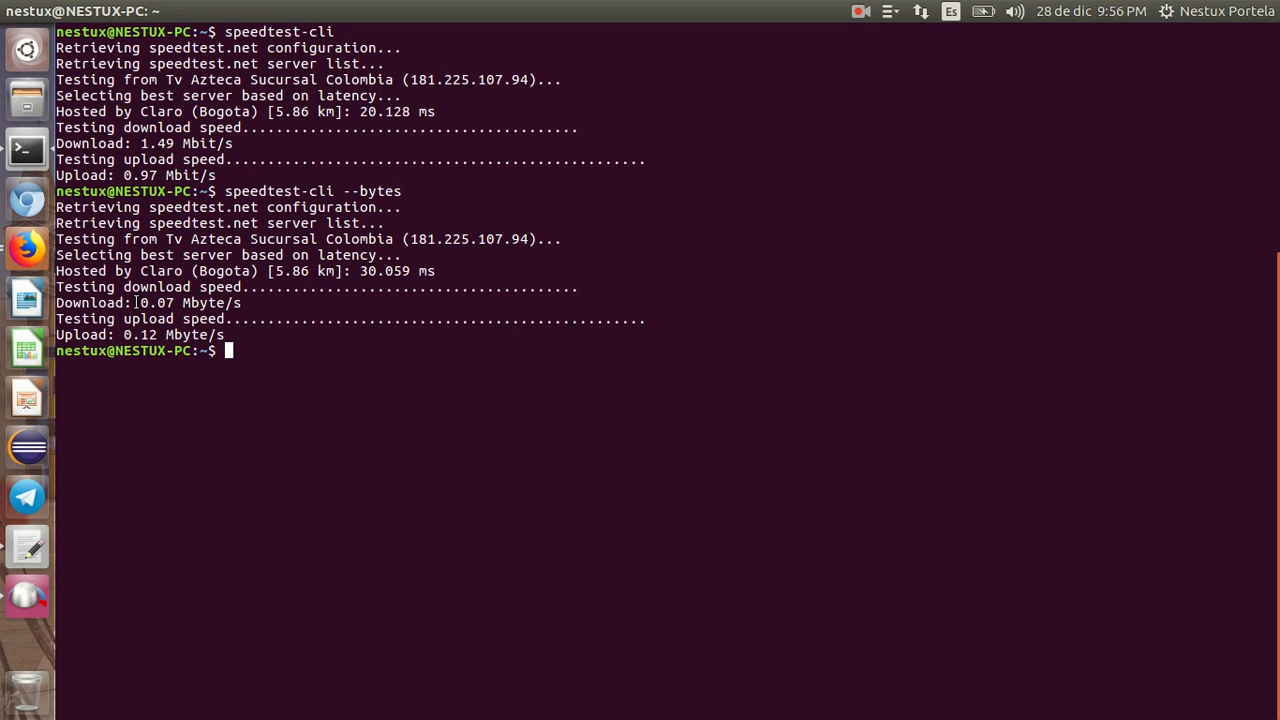 nestux@NESTUX-PC: ~
Es
28 de dic 9:56 PM
Nestux Portela
nestux@NESTUX-PC:~$ speedtest-cli
Retrieving speedtest.net configuration...
Retrieving speedtest.net server list...
Testing from Tv Azteca Sucursal Colombia (181.225.107.94)...
Selecting best server based on latency...
Hosted by Claro (Bogota) [5.86 km]: 20.128 ms
Testing download speed........................................
Download: 1.49 Mbit/s
Testing upload speed..................................................
Upload: 0.97 Mbit/s
nestux@NESTUX-PC:~$ speedtest-cli --bytes
Retrieving speedtest.net configuration...
Retrieving speedtest.net server list...
Testing from Tv Azteca Sucursal Colombia (181.225.107.94)...
Selecting best server based on latency...
Hosted by Claro (Bogota) [5.86 km]: 30.059 ms
Testing download speed........................................
Download: 0.07 Mbyte/s
Testing upload speed..................................................
Upload: 0.12 Mbyte/s
nestux@NESTUX-PC:~$